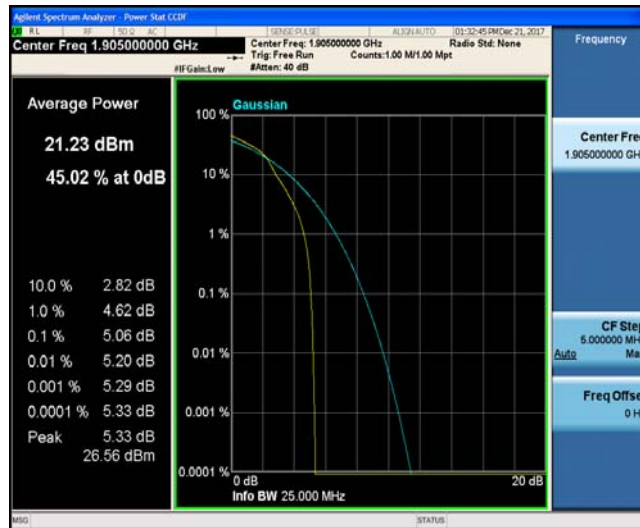 Agilent Spectrum Analyzer - Power Stat CCDF
RL RF 50 Ω AC SENSE:PULSE ALIGN AUTO 01:32:45 PM Dec 21, 2017
Center Freq 1.905000000 GHz
Center Freq: 1.905000000 GHz Radio Std: None
Trig: Free Run Counts:1.00 M/1.00 Mpt
#IFGain:Low #Atten: 40 dB
Average Power
21.23 dBm
45.02 % at 0dB
10.0 % 2.82 dB
1.0 % 4.62 dB
0.1 % 5.06 dB
0.01 % 5.20 dB
0.001 % 5.29 dB
0.0001 % 5.33 dB
Peak 5.33 dB
26.56 dBm
Gaussian
100 %
10 %
1 %
0.1 %
0.01 %
0.001 %
0.0001 %
0 dB 20 dB
Info BW 25.000 MHz
Frequency
Center Fre
1.905000000 GH
CF Ste
5.000000 MH
Auto Ma
Freq Offse
0 H
MSG STATUS